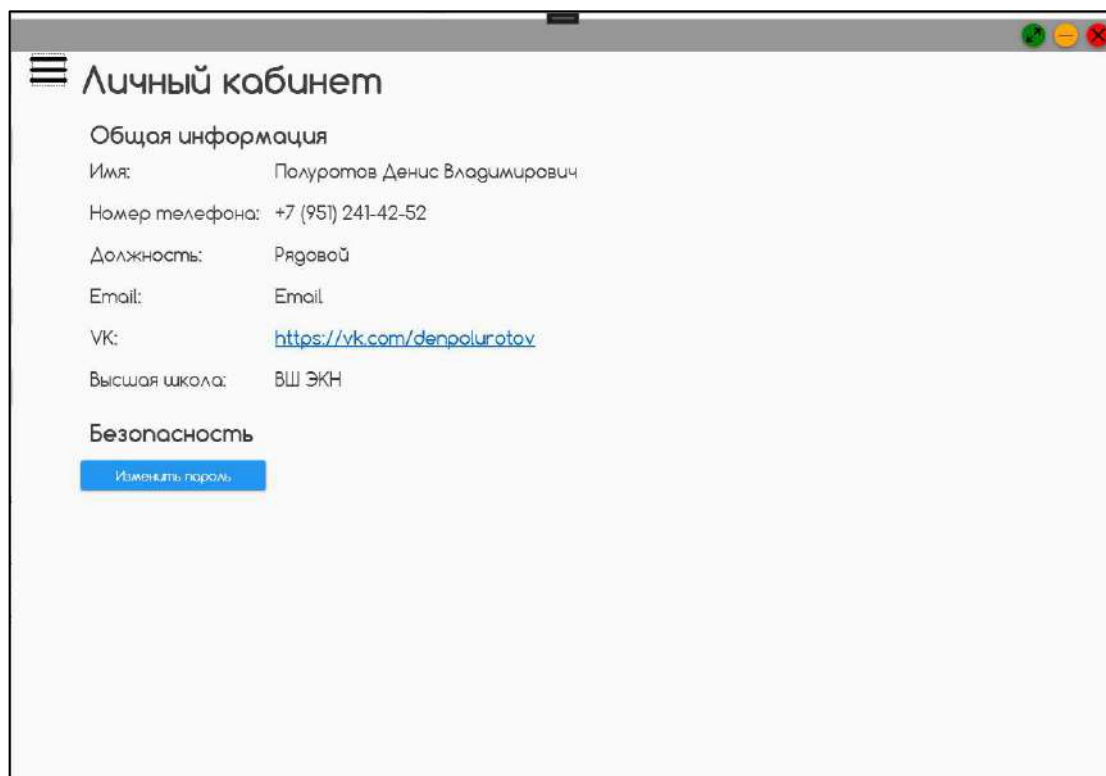 Личный кабинет
Общая информация
Имя: Полуротов Денис Владимирович
Номер телефона: +7 (951) 241-42-52
Должность: Рядовой
Email: Email
VK: https://vk.com/denpolurotov
Высшая школа: ВШ ЭКН
Безопасность
Изменить пароль